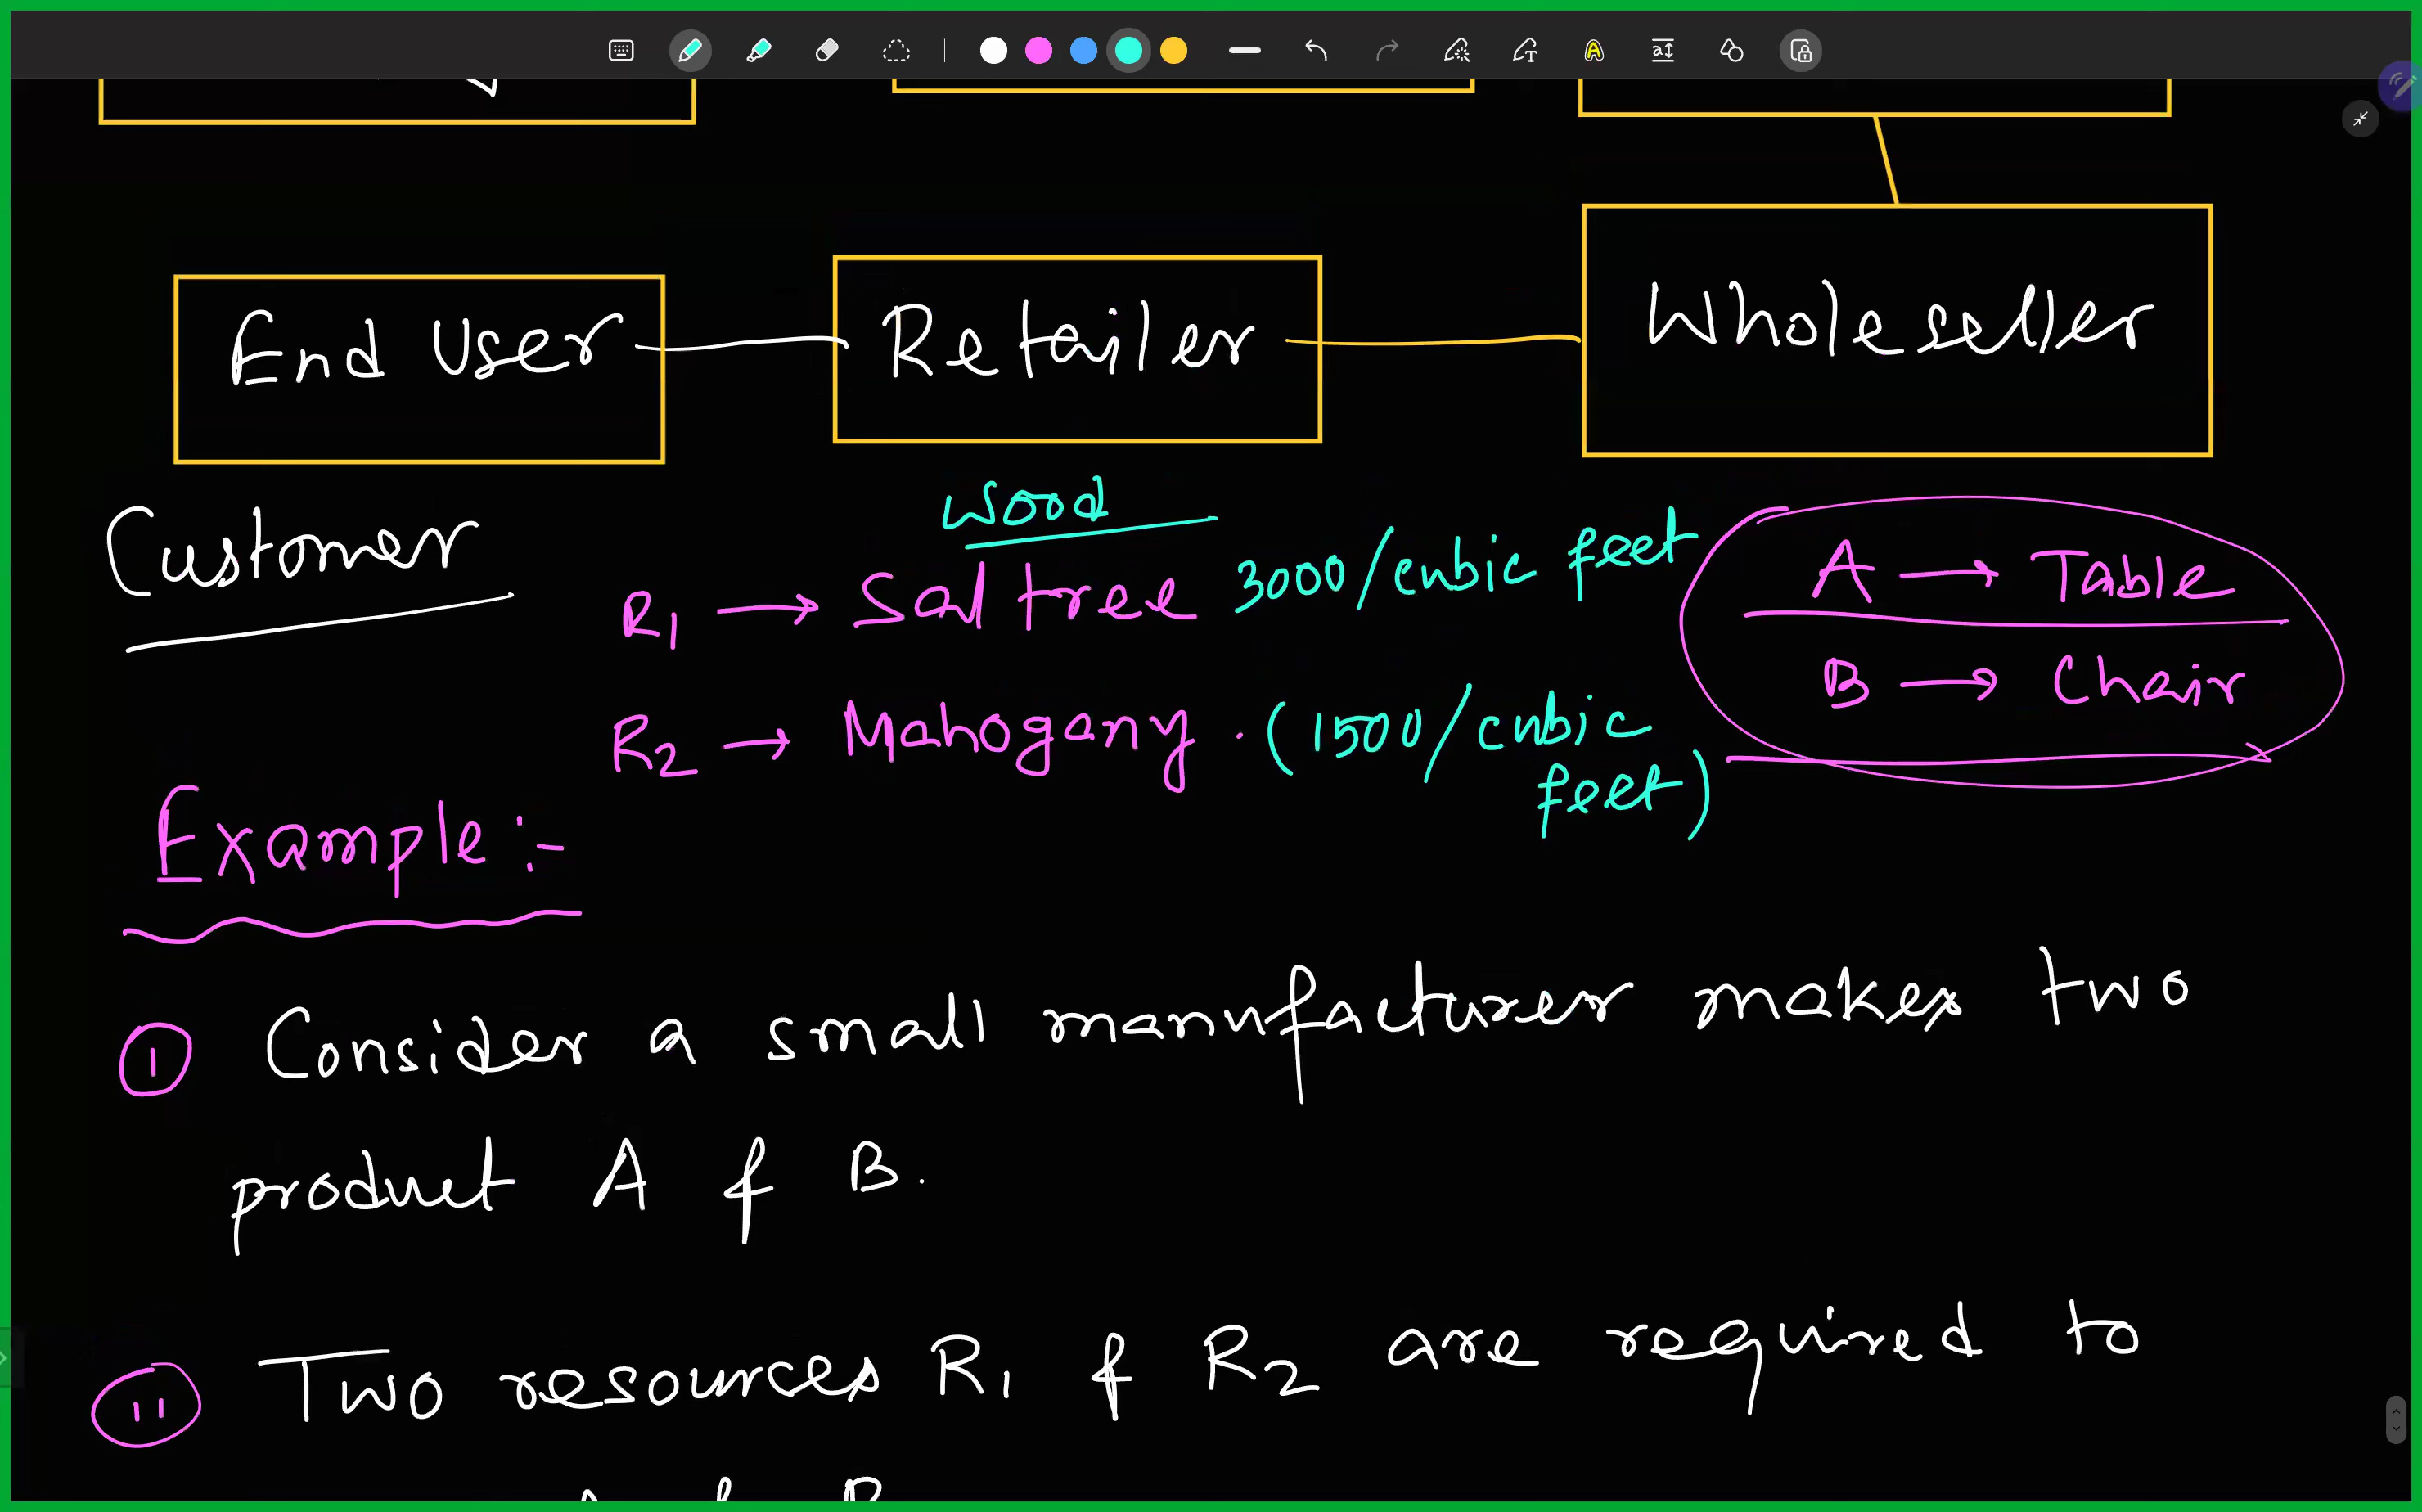 End User
Retailer
Wholeseller
Customer
Wood
R1 → Sal tree 3000/cubic feet
R2 → Mahogany . (1500/cubic
feet)
A → Table
B → Chair
Example :-
I Consider a small manufacturer makes two
product A & B.
II Two resources R1 & R2 are required to